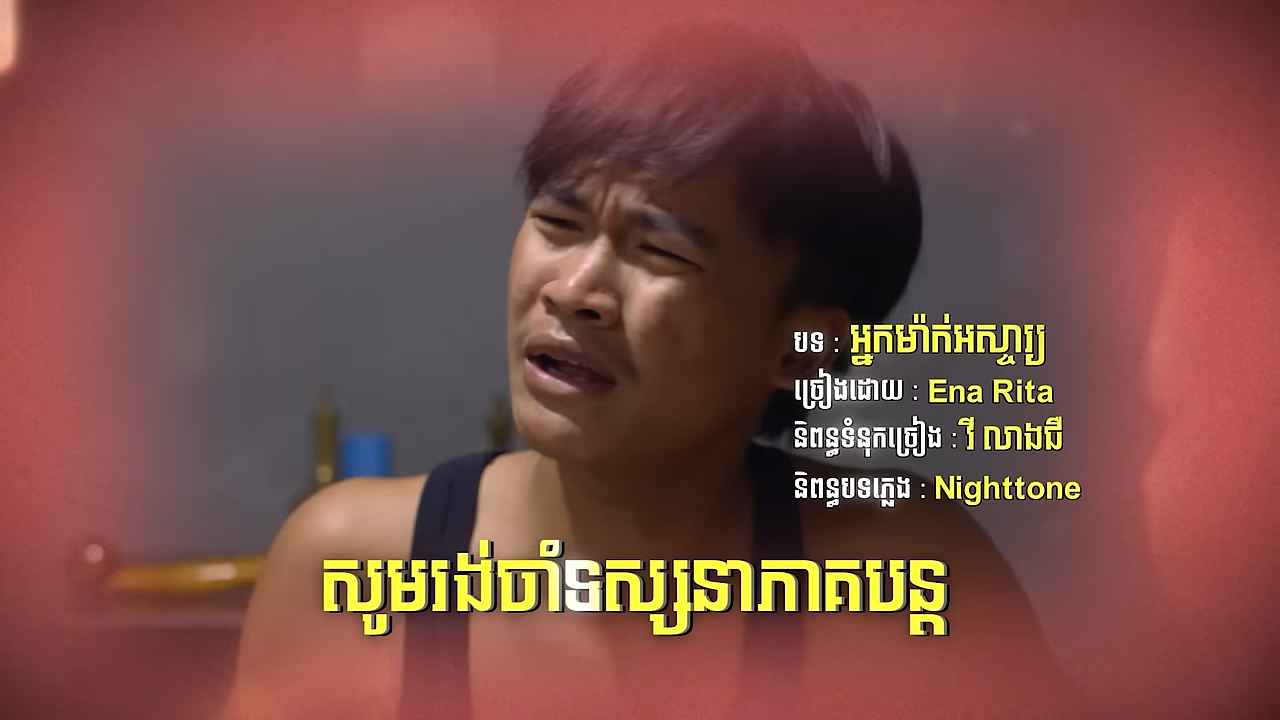 បទ : អ្នកម៉ាក់អស្ចារ្យ
ច្រៀងដោយ : Ena Rita
និពន្ធទំនុកច្រៀង : រី លាងជី
និពន្ធបទភ្លេង : Nighttone
សូមរង់ចាំទស្សនាភាគបន្ត